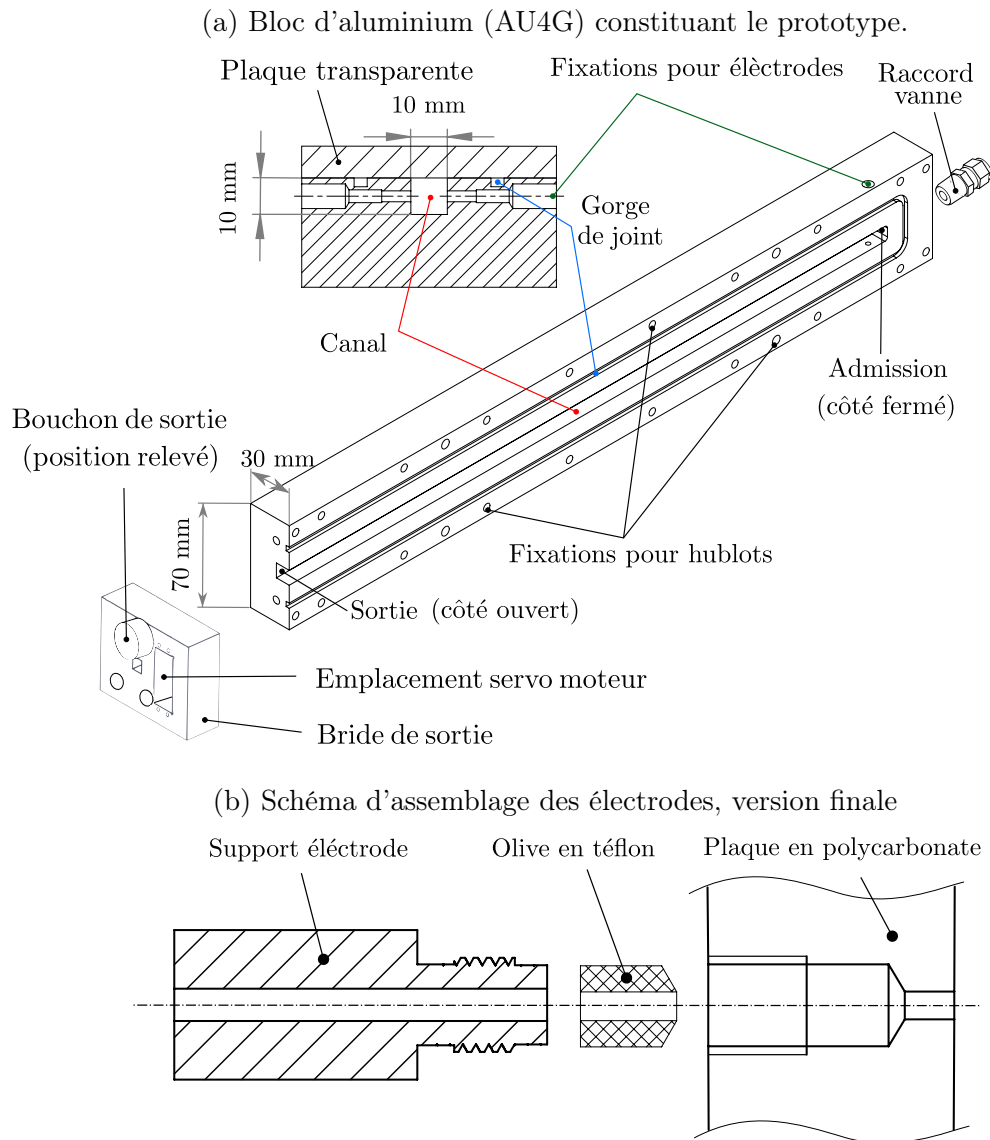 (a) Bloc d'aluminium (AU4G) constituant le prototype.
Plaque transparente
Fixations pour élèctrodes
Raccord
vanne
10 mm
10 mm
Gorge
de joint
Canal
Admission
(côté fermé)
Bouchon de sortie
(position relevé)
30 mm
70 mm
Fixations pour hublots
Sortie (côté ouvert)
Emplacement servo moteur
Bride de sortie
(b) Schéma d'assemblage des électrodes, version finale
Support éléctrode
Olive en téflon
Plaque en polycarbonate